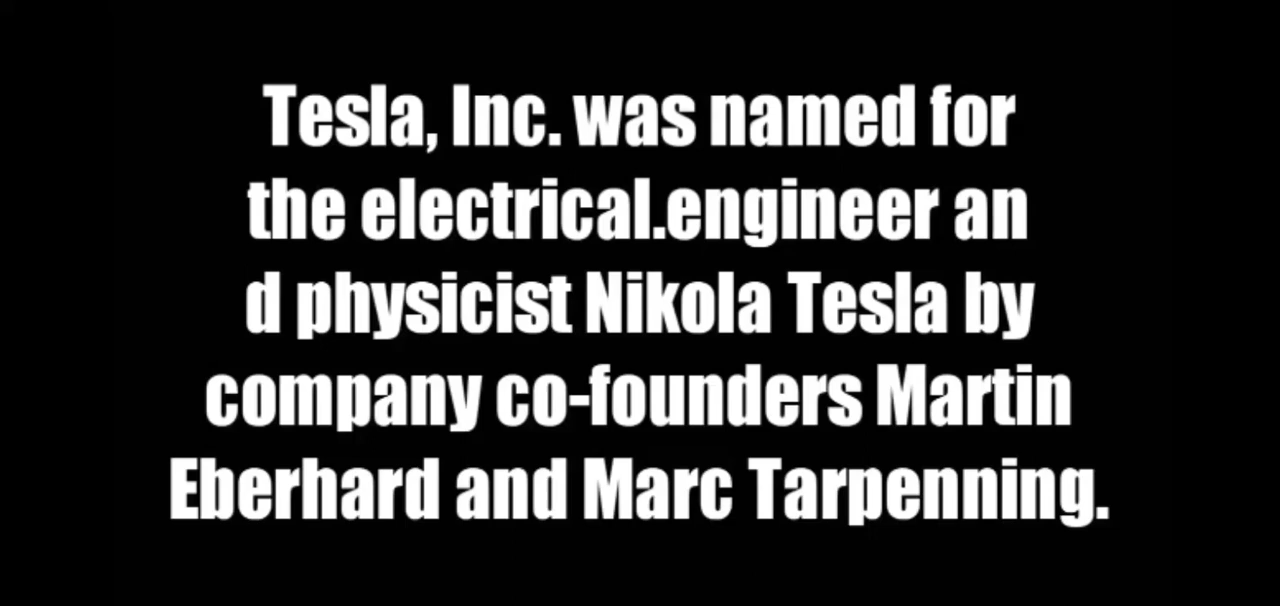 Tesla, Inc. was named for
the electrical.engineer an
d physicist Nikola Tesla by
company co-founders Martin
Eberhard and Marc Tarpenning.